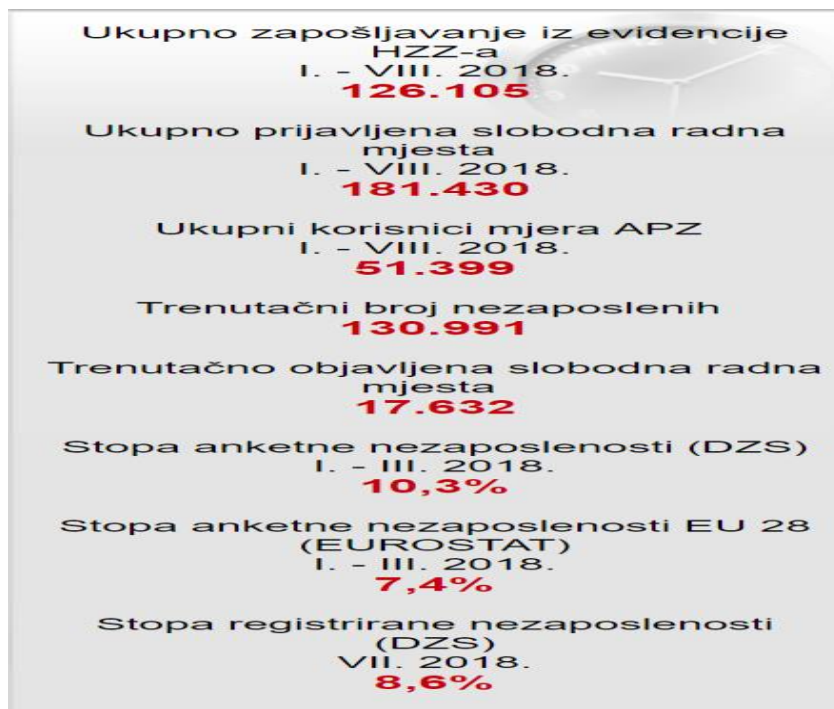 Ukupno zapošljavanje iz evidencije
HZZ-a
I. - VIII. 2018.
126.105
Ukupno prijavljena slobodna radna
mjesta
I. - VIII. 2018.
181.430
Ukupni korisnici mjera APZ
I. - VIII. 2018.
51.399
Trenutačni broj nezaposlenih
130.991
Trenutačno objavljena slobodna radna
mjesta
17.632
Stopa anketne nezaposlenosti (DZS)
I. - III. 2018.
10,3%
Stopa anketne nezaposlenosti EU 28
(EUROSTAT)
I. - III. 2018.
7,4%
Stopa registrirane nezaposlenosti
(DZS)
VII. 2018.
8,6%